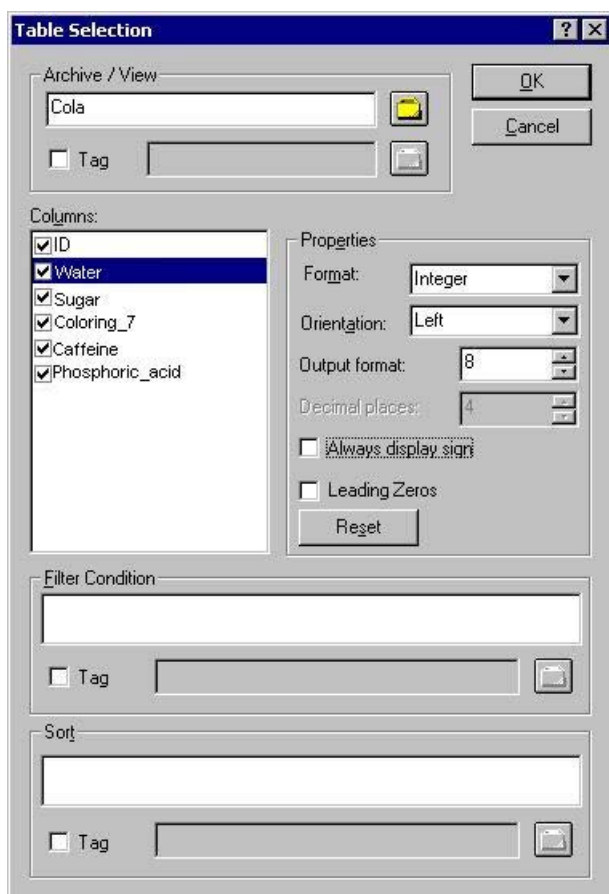 Table Selection
Archive / View
OK
Cola
Cancel
Tag
Columns:
ID
Water
Sugar
Coloring_7
Caffeine
Phosphoric_acid
Properties
Format: Integer
Orientation: Left
Output format: 8
Decimal places: 4
Always display sign
Leading Zeros
Reset
Filter Condition
Tag
Sort
Tag